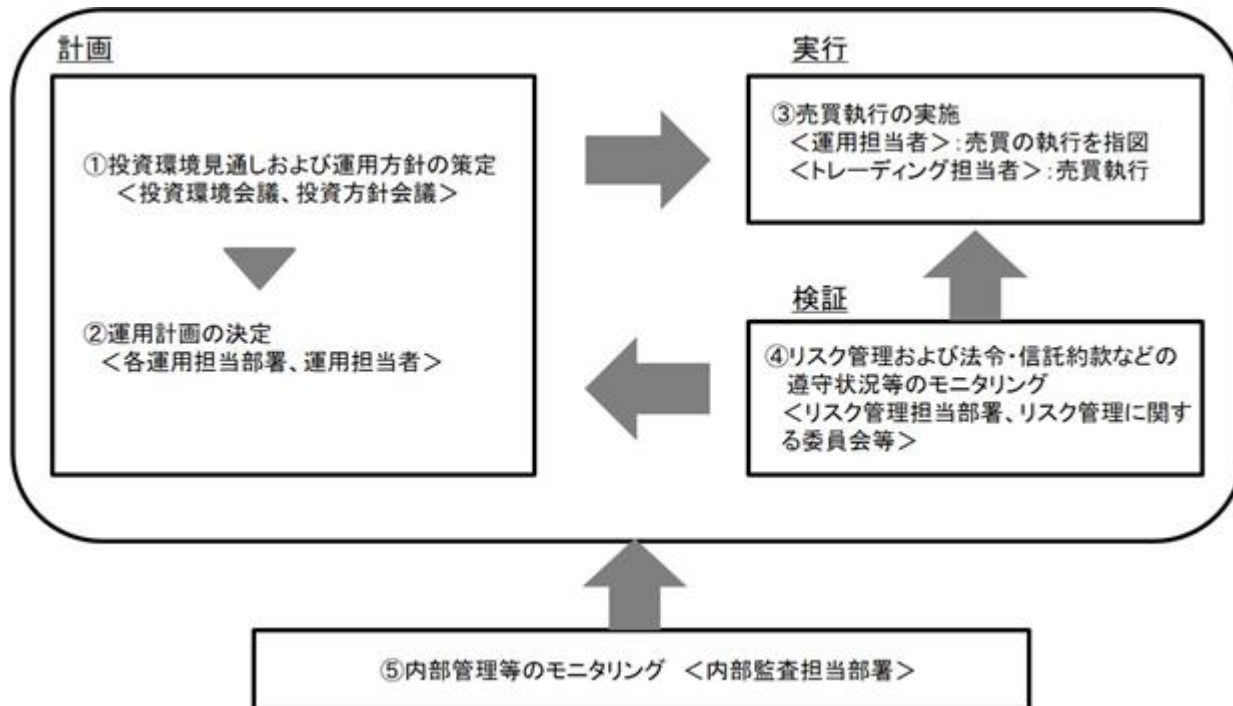 計画
①投資環境見通しおよび運用方針の策定
＜投資環境会議、投資方針会議＞
②運用計画の決定
＜各運用担当部署、運用担当者＞
実行
③売買執行の実施
＜運用担当者＞：売買の執行を指図
＜トレーディング担当者＞：売買執行
検証
④リスク管理および法令・信託約款などの
遵守状況等のモニタリング
＜リスク管理担当部署、リスク管理に関す
る委員会等＞
⑤内部管理等のモニタリング ＜内部監査担当部署＞